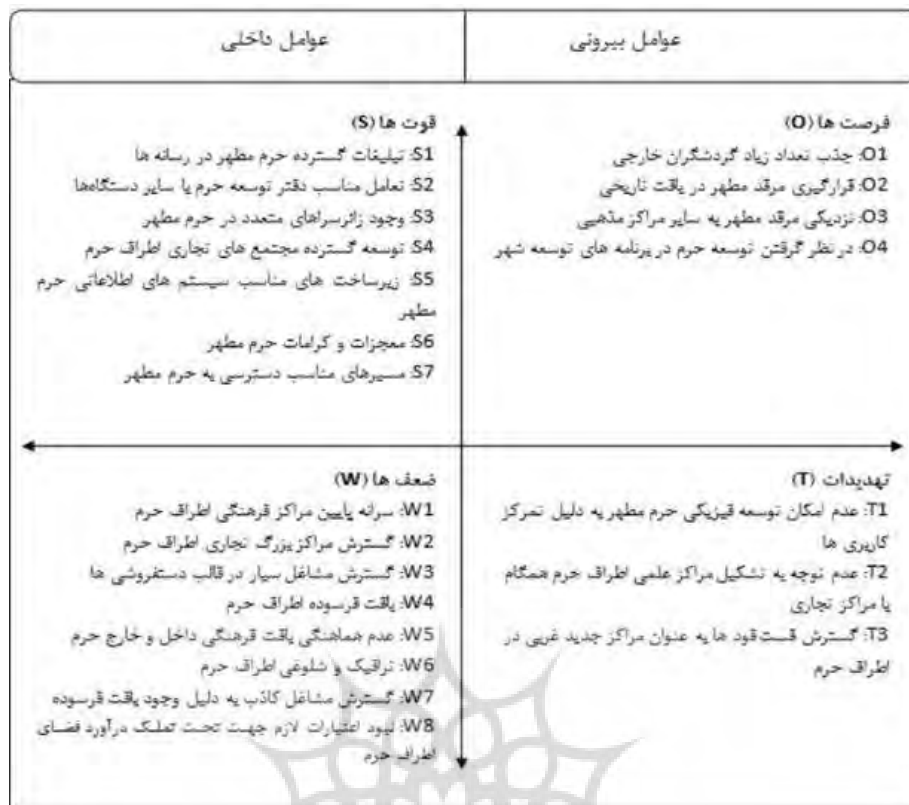 عوامل بیرونی
عوامل داخلی
فرصت ها (O)
O1: جذب تعداد زیاد گردشگران خارجی
O2: قرارگیری مرقد مطهر در بافت تاریخی
O3: نزدیکی مرقد مطهر به سایر مراکز مذهبی
O4: در نظر گرفتن توسعه حرم در برنامه های توسعه شهر
قوت ها (S)
S1: تبلیغات گسترده حرم مطهر در رسانه ها
S2: تعامل مناسب دفتر توسعه حرم با سایر دستگاهها
S3: وجود زائرسراهای متعدد در حرم مطهر
S4: توسعه گسترده مجتمع های تجاری اطراف حرم
S5: زیرساخت های مناسب سیستم های اطلاعاتی حرم
مطهر
S6: معجزات و کرامات حرم مطهر
S7: مسیرهای مناسب دسترسی به حرم مطهر
تهدیدات (T)
T1: عدم امکان توسعه فیزیکی حرم مطهر به دلیل تمرکز
کاربری ها
T2: عدم توجه به تشکیل مراکز علمی اطراف حرم همگام
با مراکز تجاری
T3: گسترش فست فود ها به عنوان مراکز جدید غربی در
اطراف حرم
ضعف ها (W)
W1: سرانه پایین مراکز فرهنگی اطراف حرم
W2: گسترش مراکز بزرگ تجاری اطراف حرم
W3: گسترش مشاغل سیار در قالب دستفروشی ها
W4: بافت فرسوده اطراف حرم
W5: عدم هماهنگی بافت فرهنگی داخل و خارج حرم
W6: ترافیک و شلوغی اطراف حرم
W7: گسترش مشاغل کاذب به دلیل وجود بافت فرسوده
W8: نبود اعتبارات لازم جهت تحت تملک درآورد فضای
اطراف حرم